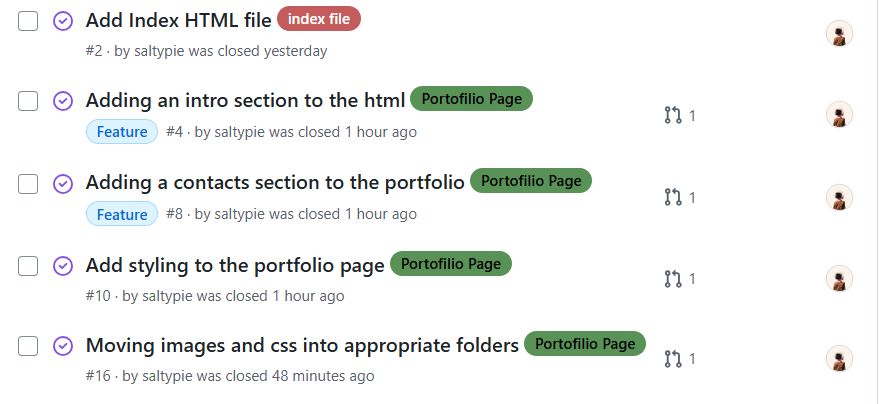 Add Index HTML file index file
#2 · by saltypie was closed yesterday
Adding an intro section to the html Portofilio Page
1
Feature #4 · by saltypie was closed 1 hour ago
Adding a contacts section to the portfolio Portofilio Page
1
Feature #8 · by saltypie was closed 1 hour ago
Add styling to the portfolio page Portofilio Page
1
#10 · by saltypie was closed 1 hour ago
Moving images and css into appropriate folders Portofilio Page
1
#16 · by saltypie was closed 48 minutes ago